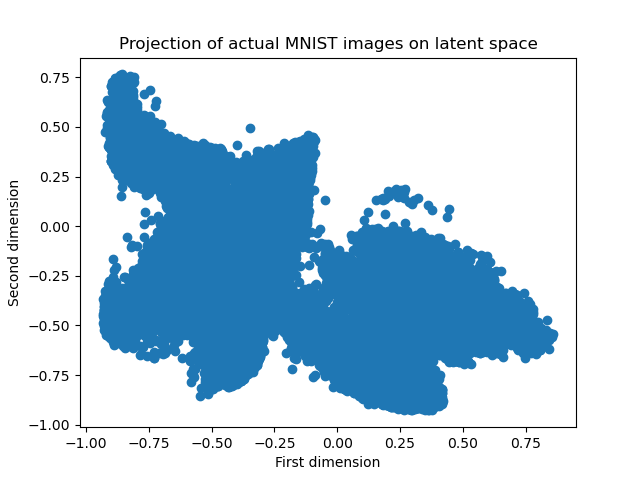 Projection of actual MNIST images on latent space
0.75
0.50
0.25
0.00
−0.25
−0.50
−0.75
−1.00
Second dimension
−1.00 −0.75 −0.50 −0.25 0.00 0.25 0.50 0.75
First dimension